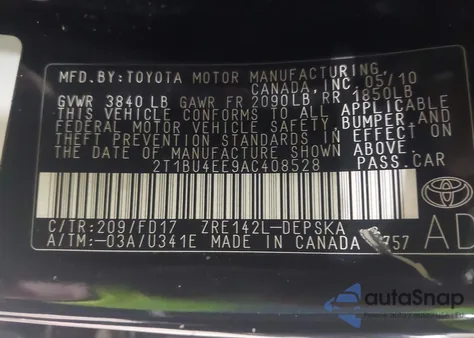 MFD.BY:TOYOTA MOTOR MANUFACTURING,
CANADA, INC. 05/10
GVWR 3840 LB GAWR FR 2090LB RR 1850LB
THIS VEHICLE CONFORMS TO ALL APPLICABLE
FEDERAL MOTOR VEHICLE SAFETY, BUMPER AND
THEFT PREVENTION STANDARDS IN EFFECT ON
THE DATE OF MANUFACTURE SHOWN ABOVE.
2T1BU4EE9AC408528 PASS.CAR
C/TR:209/FD17 ZRE142L-DEPSKA
A/TM:-03A/U341E MADE IN CANADA 757
TOYOTA
AD
autoSnap